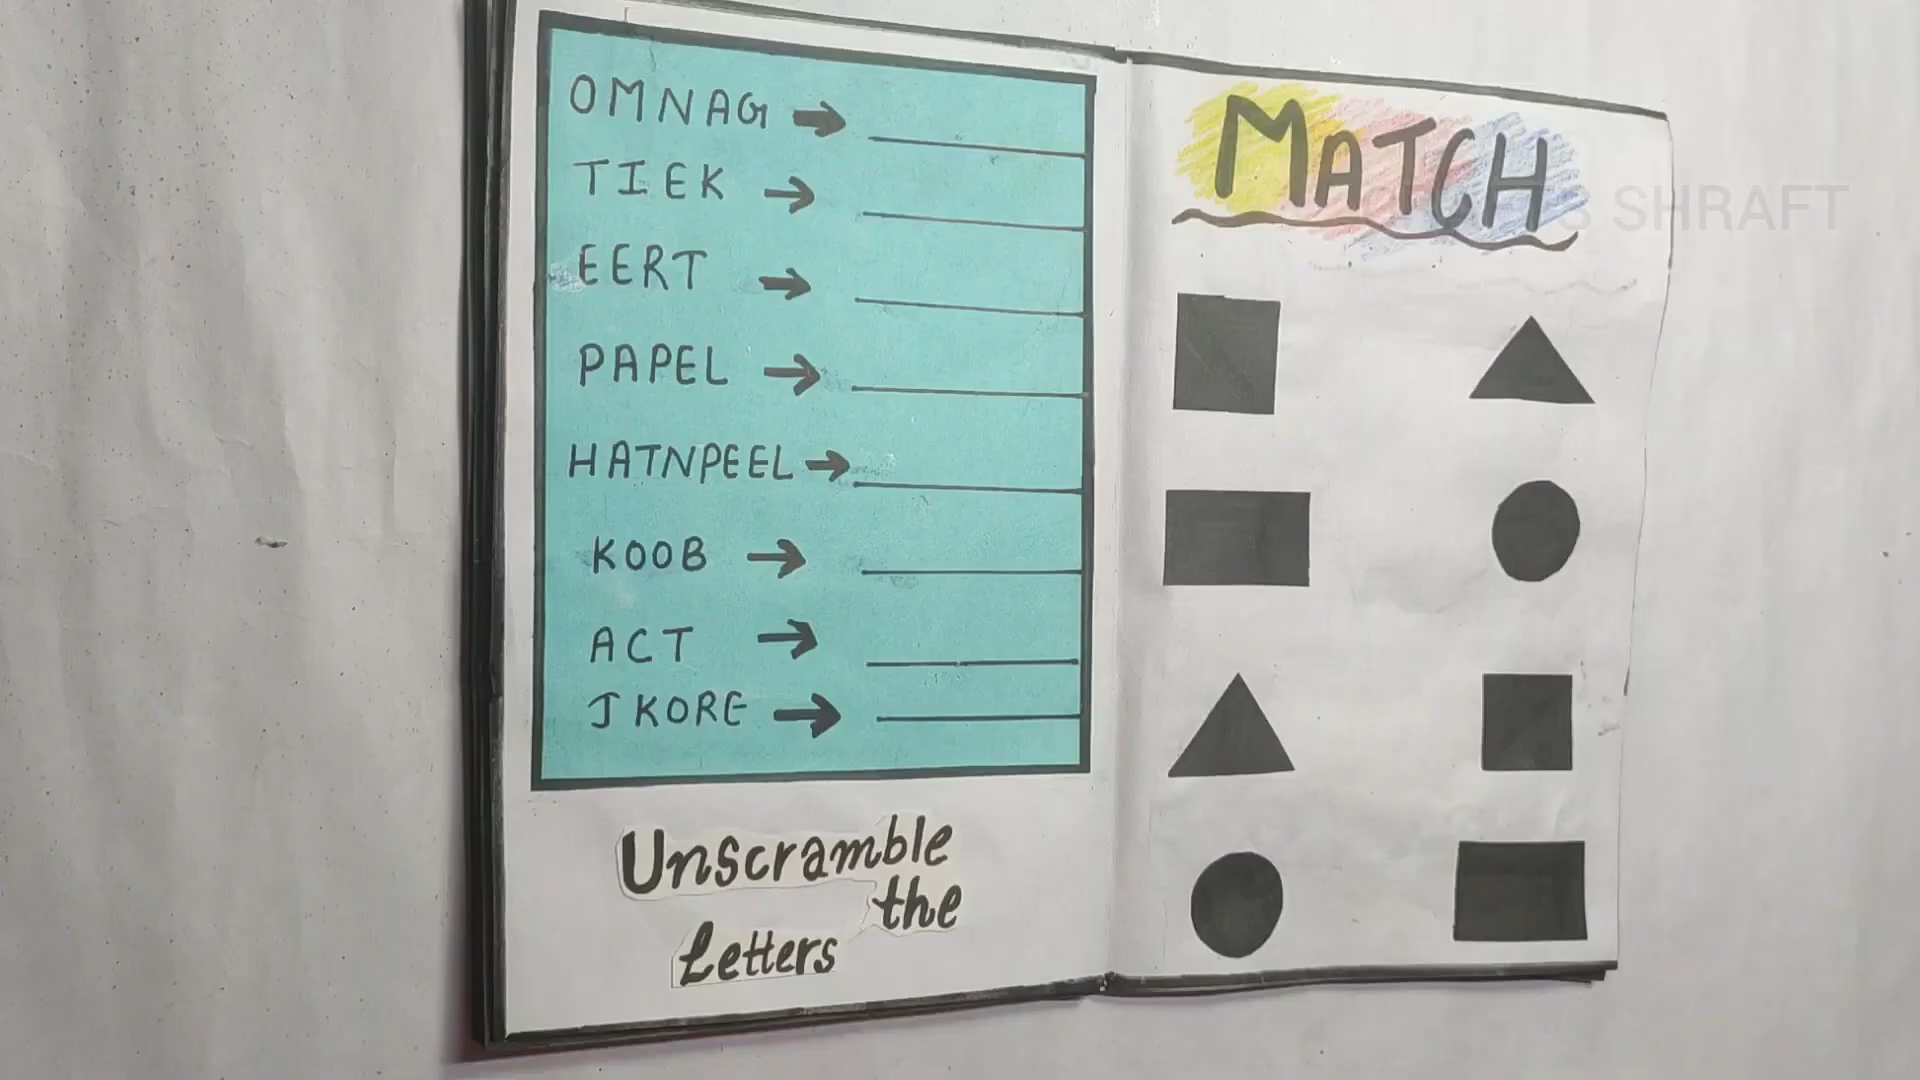 OMNAG
TIEK
EERT
PAPEL
HATNPEEL
KOOB
ACT
JKORE
Unscramble
the
Letters
MATCH
SHRAFT